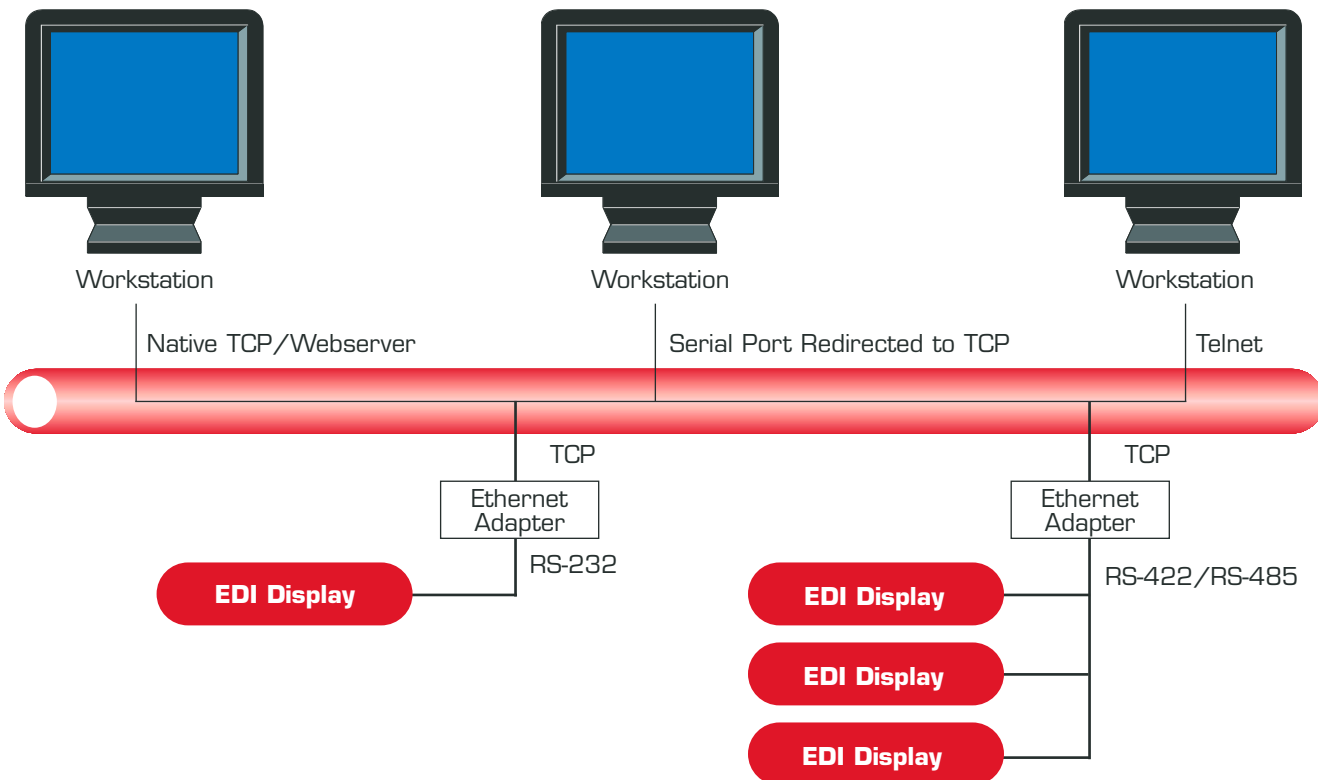 Workstation
Workstation
Workstation
Native TCP/Webserver
Serial Port Redirected to TCP
Telnet
TCP
TCP
Ethernet
Adapter
Ethernet
Adapter
RS-232
RS-422/RS-485
EDI Display
EDI Display
EDI Display
EDI Display